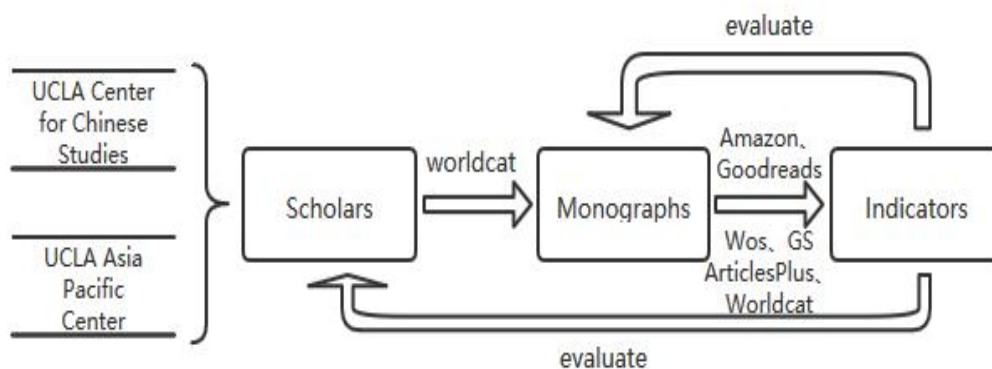 evaluate
UCLA Center
for Chinese
Studies
UCLA Asia
Pacific
Center
Scholars
worldcat
Monographs
Amazon、
Goodreads
Wos、GS
ArticlesPlus、
Worldcat
Indicators
evaluate